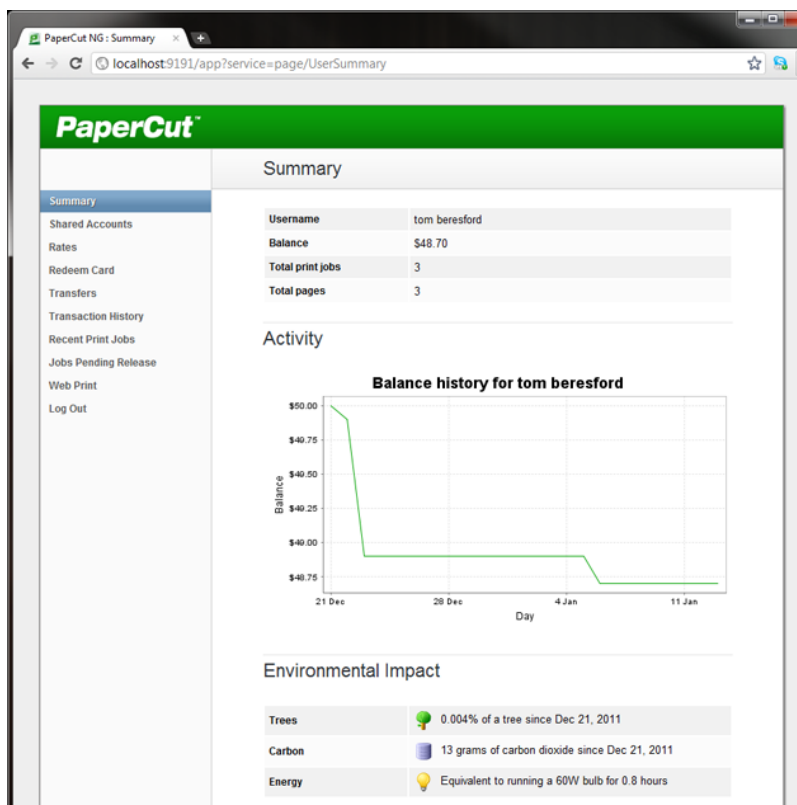 PaperCut NG : Summary
localhost:9191/app?service=page/UserSummary
PaperCut™
Summary
Summary
Shared Accounts
Rates
Redeem Card
Transfers
Transaction History
Recent Print Jobs
Jobs Pending Release
Web Print
Log Out
Username tom beresford
Balance $48.70
Total print jobs 3
Total pages 3
Activity
Balance history for tom beresford
$50.00
$49.75
$49.50
$49.25
$49.00
$48.75
Balance
21 Dec 28 Dec 4 Jan 11 Jan
Day
Environmental Impact
Trees 0.004% of a tree since Dec 21, 2011
Carbon 13 grams of carbon dioxide since Dec 21, 2011
Energy Equivalent to running a 60W bulb for 0.8 hours